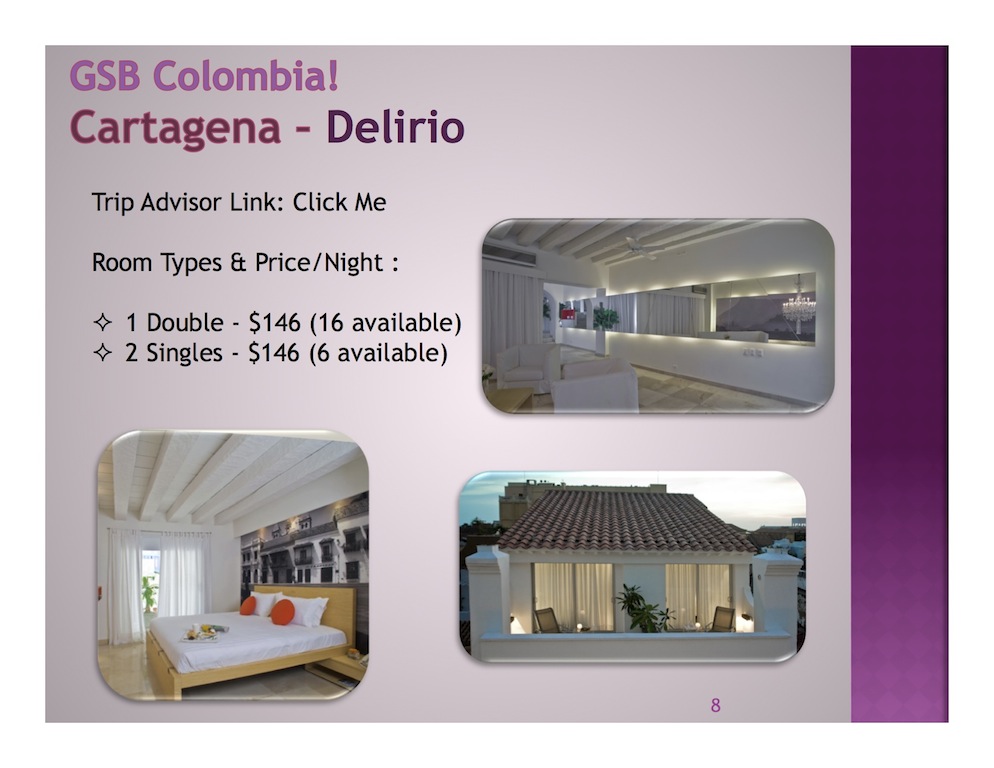 GSB Colombia!
Cartagena - Delirio
Trip Advisor Link: Click Me
Room Types & Price/Night :
✧ 1 Double - $146 (16 available)
✧ 2 Singles - $146 (6 available)
8